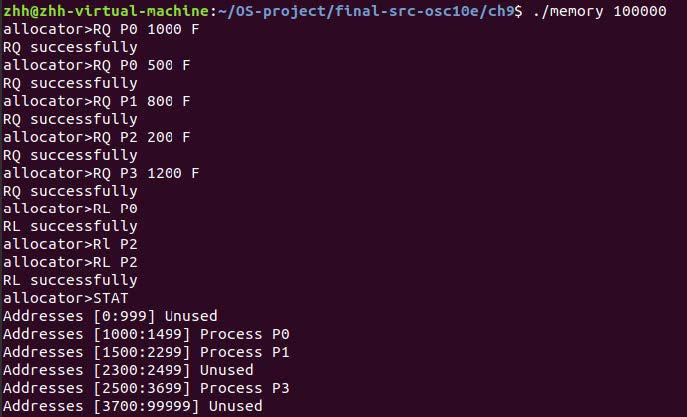 zhh@zhh-virtual-machine:~/OS-project/final-src-osc10e/ch9$ ./memory 100000
allocator>RQ P0 1000 F
RQ successfully
allocator>RQ P0 500 F
RQ successfully
allocator>RQ P1 800 F
RQ successfully
allocator>RQ P2 200 F
RQ successfully
allocator>RQ P3 1200 F
RQ successfully
allocator>RL P0
RL successfully
allocator>Rl P2
allocator>RL P2
RL successfully
allocator>STAT
Addresses [0:999] Unused
Addresses [1000:1499] Process P0
Addresses [1500:2299] Process P1
Addresses [2300:2499] Unused
Addresses [2500:3699] Process P3
Addresses [3700:99999] Unused